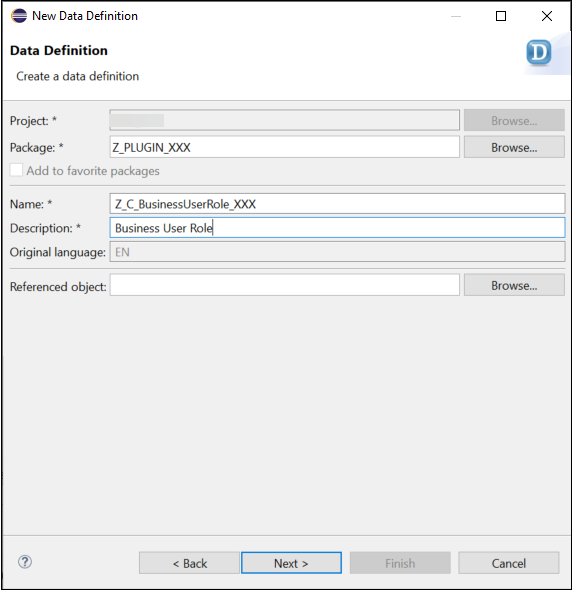 New Data Definition
Data Definition
D
Create a data definition
Project: * Browse...
Package: * Z_PLUGIN_XXX Browse...
Add to favorite packages
Name: * Z_C_BusinessUserRole_XXX
Description: * Business User Role
Original language: EN
Referenced object: Browse...
? < Back Next > Finish Cancel